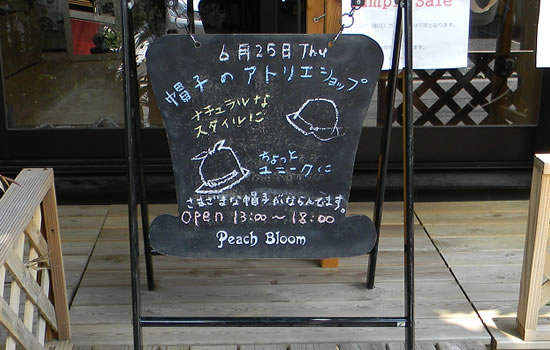 mple Sale
6月25日 Thu
帽子のアトリエショップ
ナチュラルな
スタイルに
ちょっと
ユニークに
さまざまな帽子がならんでます。
OPEN 13:00〜18:00
Peach Bloom